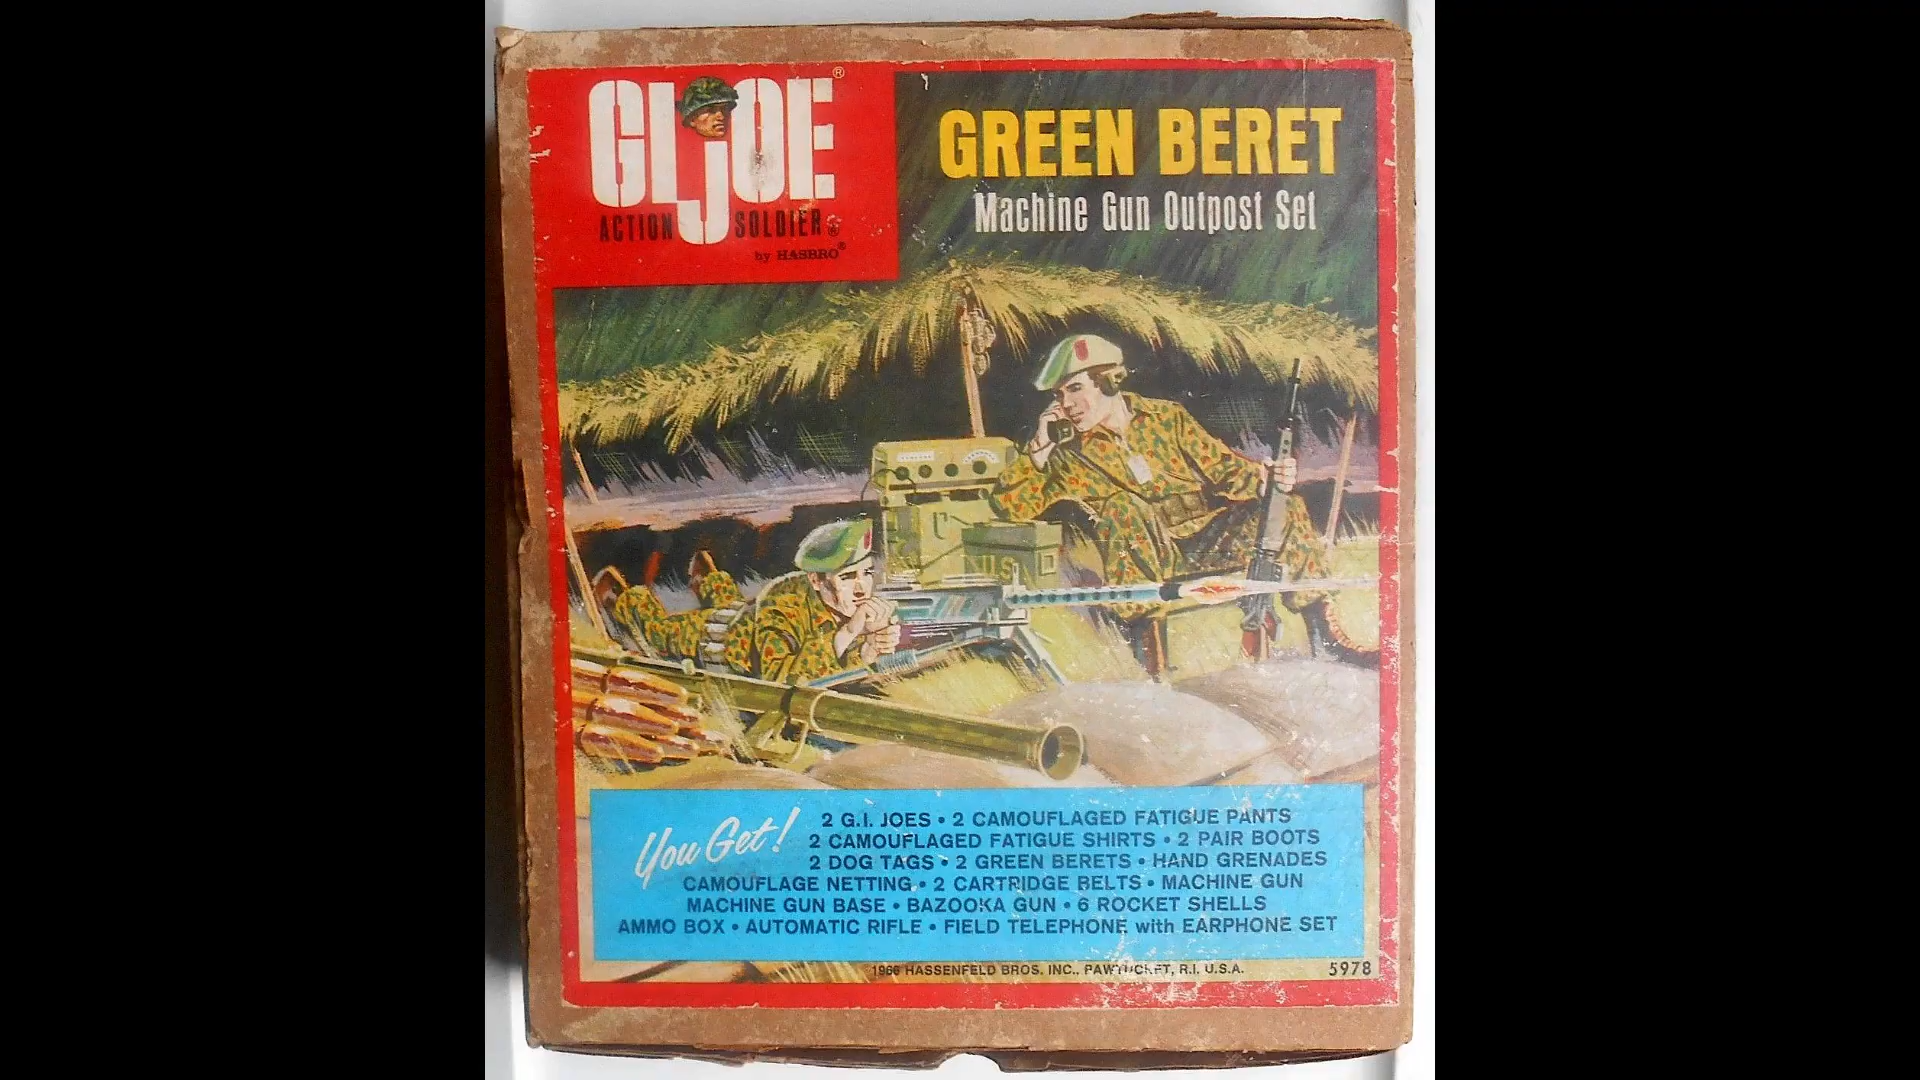 GI JOE®
ACTION SOLDIER®
by HASBRO®
GREEN BERET
Machine Gun Outpost Set
U.S.
You Get!
2 G.I. JOES • 2 CAMOUFLAGED FATIGUE PANTS
2 CAMOUFLAGED FATIGUE SHIRTS • 2 PAIR BOOTS
2 DOG TAGS • 2 GREEN BERETS • HAND GRENADES
CAMOUFLAGE NETTING • 2 CARTRIDGE BELTS • MACHINE GUN
MACHINE GUN BASE • BAZOOKA GUN • 6 ROCKET SHELLS
AMMO BOX • AUTOMATIC RIFLE • FIELD TELEPHONE with EARPHONE SET
1966 HASSENFELD BROS. INC., PAWTUCKET, R.I. U.S.A.
5978